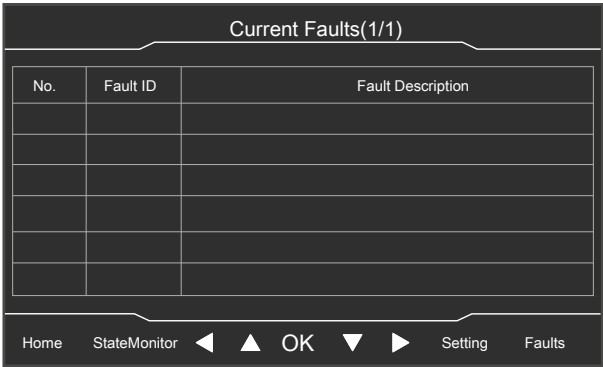 Current Faults(1/1)
No. Fault ID Fault Description
Home StateMonitor OK Setting Faults